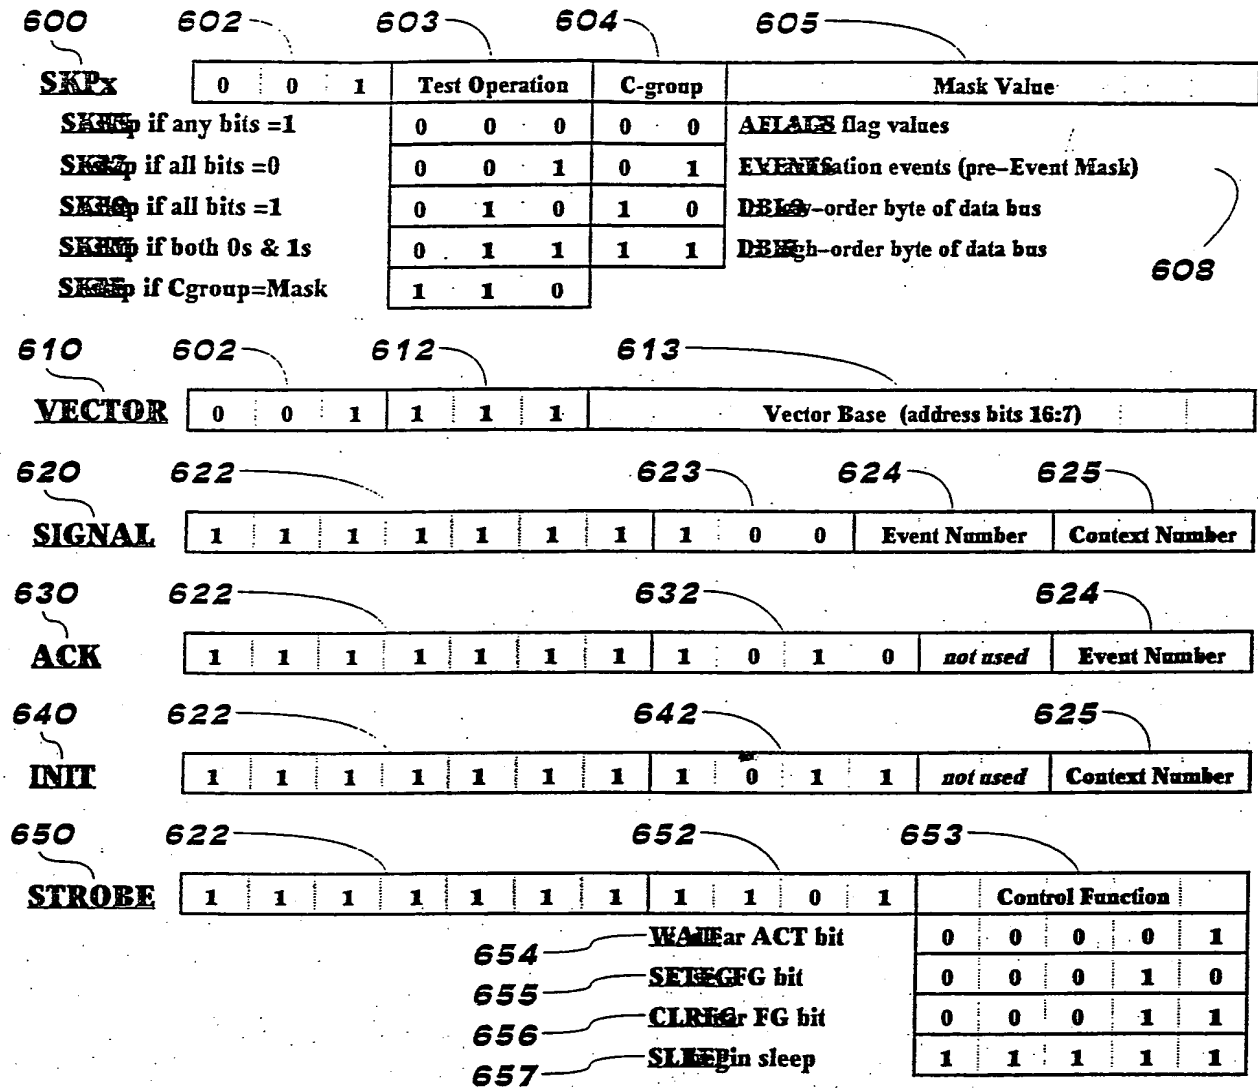 600 602 603 604 605
SKPx 0 0 1 Test Operation C-group Mask Value
if any bits =1 0 0 0 0 0 AFLAGS flag values
if all bits =0 0 0 1 0 1 EVENTS events (pre–Event Mask)
if all bits =1 0 1 0 1 0 byte of data bus
if both 0s & 1s 0 1 1 1 1 byte of data bus
608
if Cgroup=Mask 1 1 0
610 602 612 613
VECTOR 0 0 1 1 1 1 Vector Base (address bits 16:7)
620 622 623 624 625
SIGNAL 1 1 1 1 1 1 1 1 0 0 Event Number Context Number
630 622 632 624
ACK 1 1 1 1 1 1 1 1 0 1 0 not used Event Number
640 622 642 625
INIT 1 1 1 1 1 1 1 1 0 1 1 not used Context Number
650 622 652 653
STROBE 1 1 1 1 1 1 1 1 1 0 1 Control Function
654 ACT bit 0 0 0 0 1
655 FG bit 0 0 0 1 0
656 FG bit 0 0 0 1 1
657 sleep 1 1 1 1 1